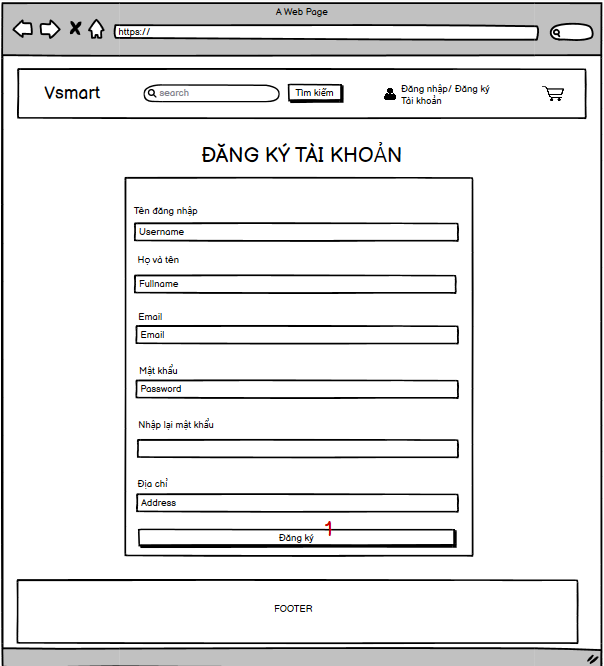 A Web Page
https://
Vsmart
search
Tìm kiếm
Đăng nhập/ Đăng ký
Tài khoản
ĐĂNG KÝ TÀI KHOẢN
Tên đăng nhập
Username
Họ và tên
Fullname
Email
Email
Mật khẩu
Password
Nhập lại mật khẩu
Địa chỉ
Address
1
Đăng ký
FOOTER